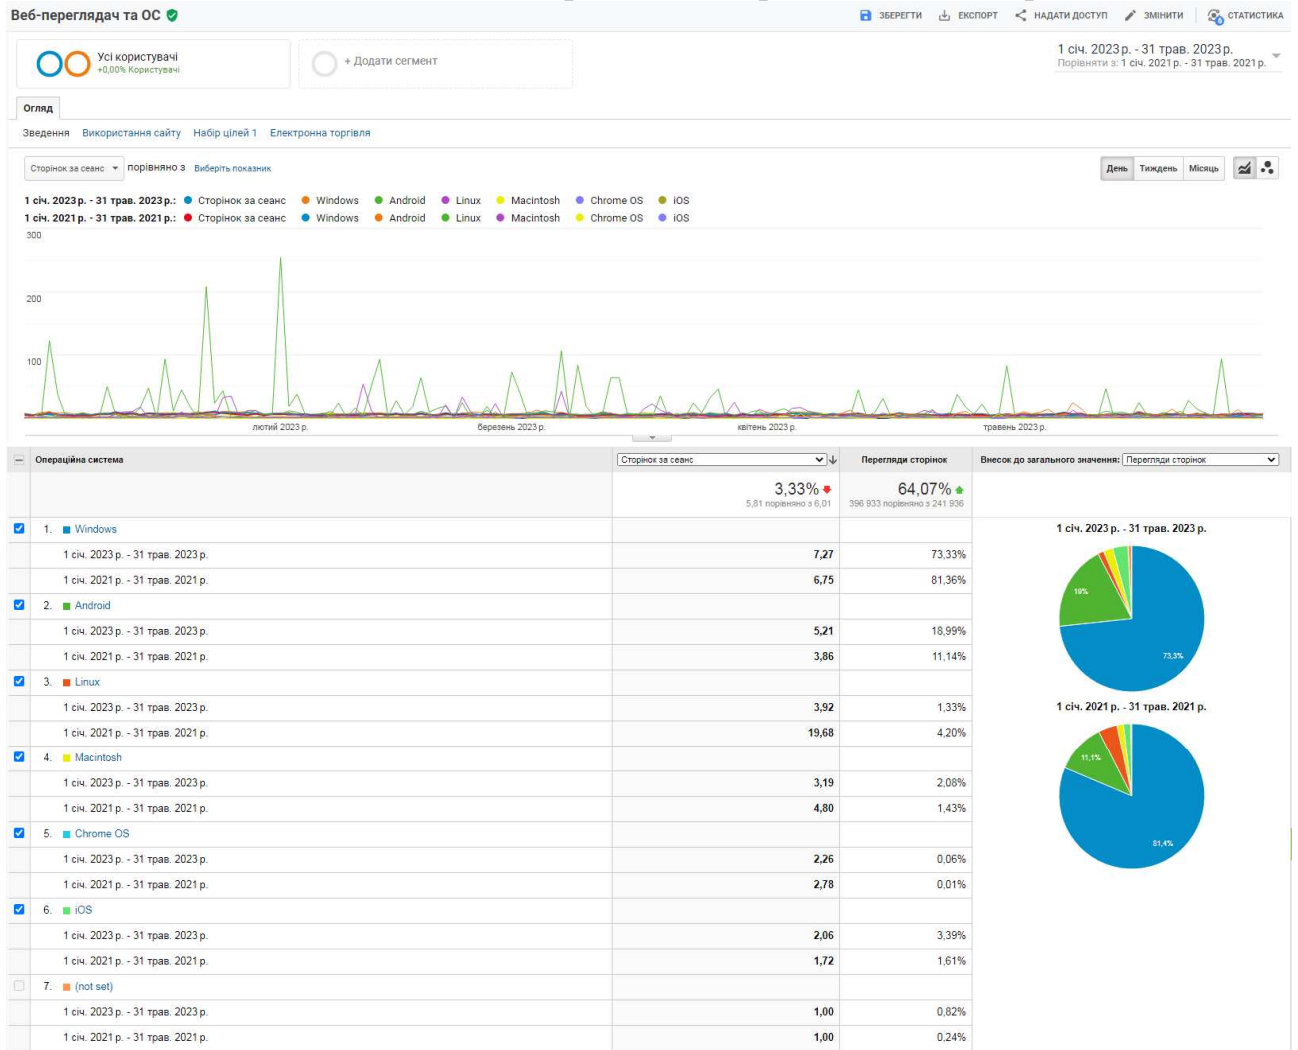 Веб-переглядач та ОС
ЗБЕРЕГТИ ЕКСПОРТ НАДАТИ ДОСТУП ЗМІНИТИ СТАТИСТИКА
Усі користувачі
+0,00% Користувачі
+ Додати сегмент
1 січ. 2023 р. - 31 трав. 2023 р.
Порівняти з: 1 січ. 2021 р. - 31 трав. 2021 р.
Огляд
Зведення Використання сайту Набір цілей 1 Електронна торгівля
Сторінок за сеанс порівняно з Виберіть показник
День Тиждень Місяць
1 січ. 2023 р. - 31 трав. 2023 р.: Сторінок за сеанс Windows Android Linux Macintosh Chrome OS iOS
1 січ. 2021 р. - 31 трав. 2021 р.: Сторінок за сеанс Windows Android Linux Macintosh Chrome OS iOS
300
200
100
лютий 2023 р. березень 2023 р. квітень 2023 р. травень 2023 р.
Операційна система Сторінок за сеанс Перегляди сторінок Внесок до загального значення: Перегляди сторінок
3,33% 64,07%
5,81 порівняно з 6,01 396 933 порівняно з 241 936
1. Windows
1 січ. 2023 р. - 31 трав. 2023 р. 7,27 73,33%
1 січ. 2021 р. - 31 трав. 2021 р. 6,75 81,36%
2. Android
1 січ. 2023 р. - 31 трав. 2023 р. 5,21 18,99%
1 січ. 2021 р. - 31 трав. 2021 р. 3,86 11,14%
3. Linux
1 січ. 2023 р. - 31 трав. 2023 р. 3,92 1,33%
1 січ. 2021 р. - 31 трав. 2021 р. 19,68 4,20%
4. Macintosh
1 січ. 2023 р. - 31 трав. 2023 р. 3,19 2,08%
1 січ. 2021 р. - 31 трав. 2021 р. 4,80 1,43%
5. Chrome OS
1 січ. 2023 р. - 31 трав. 2023 р. 2,26 0,06%
1 січ. 2021 р. - 31 трав. 2021 р. 2,78 0,01%
6. iOS
1 січ. 2023 р. - 31 трав. 2023 р. 2,06 3,39%
1 січ. 2021 р. - 31 трав. 2021 р. 1,72 1,61%
7. (not set)
1 січ. 2023 р. - 31 трав. 2023 р. 1,00 0,82%
1 січ. 2021 р. - 31 трав. 2021 р. 1,00 0,24%
1 січ. 2023 р. - 31 трав. 2023 р.
19%
73,3%
1 січ. 2021 р. - 31 трав. 2021 р.
11,1%
81,4%